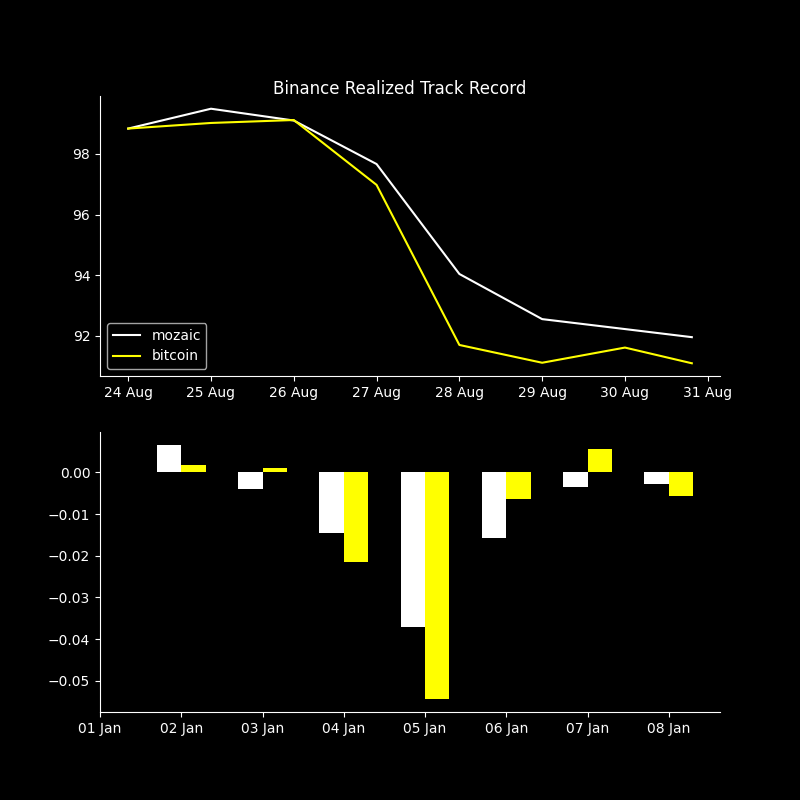 Binance Realized Track Record
98
96
94
92
mozaic
bitcoin
24 Aug 25 Aug 26 Aug 27 Aug 28 Aug 29 Aug 30 Aug 31 Aug
0.00
−0.01
−0.02
−0.03
−0.04
−0.05
01 Jan 02 Jan 03 Jan 04 Jan 05 Jan 06 Jan 07 Jan 08 Jan